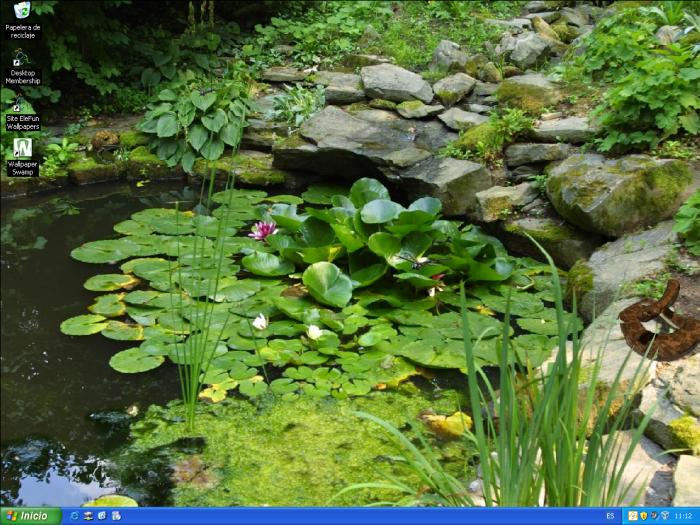 Papelera de
reciclaje
Desktop
Membership
Site EleFun
Wallpapers
W
Wallpaper
Swamp
Inicio
ES
11:12